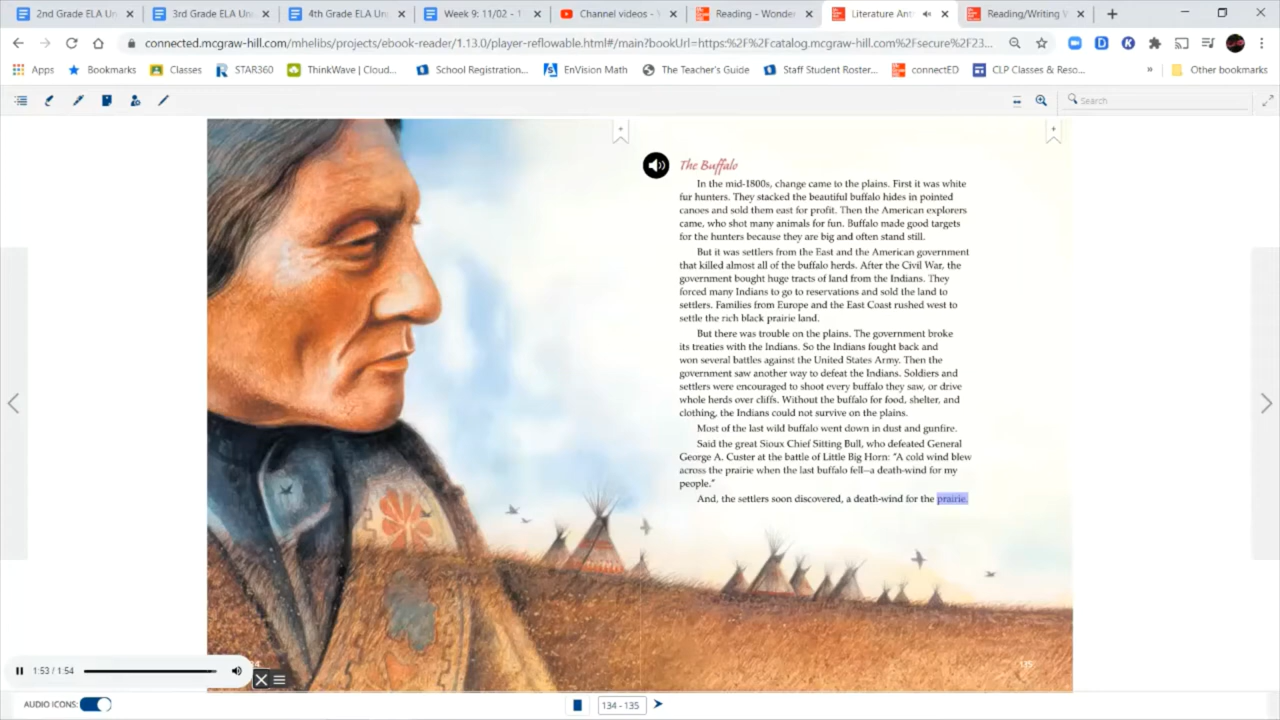 2nd Grade ELA Un
3rd Grade ELA Un
4th Grade ELA Un
Week 9: 11/02 - 1
Channel videos - Y
Reading - Wonder
Literature Ant
Reading/Writing W
connected.mcgraw-hill.com/mhelibs/projects/ebook-reader/1.13.0/player-reflowable.html#/main?bookUrl=https:%2F%2Fcatalog.mcgraw-hill.com%2Fsecure%2F23...
Apps
Bookmarks
Classes
STAR360
ThinkWave | Cloud...
School Registration...
EnVision Math
The Teacher's Guide
Staff Student Roster...
connectED
CLP Classes & Reso...
»
Other bookmarks
Search
The Buffalo
In the mid-1800s, change came to the plains. First it was white
fur hunters. They stacked the beautiful buffalo hides in pointed
canoes and sold them east for profit. Then the American explorers
came, who shot many animals for fun. Buffalo made good targets
for the hunters because they are big and often stand still.
But it was settlers from the East and the American government
that killed almost all of the buffalo herds. After the Civil War, the
government bought huge tracts of land from the Indians. They
forced many Indians to go to reservations and sold the land to
settlers. Families from Europe and the East Coast rushed west to
settle the rich black prairie land.
But there was trouble on the plains. The government broke
its treaties with the Indians. So the Indians fought back and
won several battles against the United States Army. Then the
government saw another way to defeat the Indians. Soldiers and
settlers were encouraged to shoot every buffalo they saw, or drive
whole herds over cliffs. Without the buffalo for food, shelter, and
clothing, the Indians could not survive on the plains.
Most of the last wild buffalo went down in dust and gunfire.
Said the great Sioux Chief Sitting Bull, who defeated General
George A. Custer at the battle of Little Big Horn: "A cold wind blew
across the prairie when the last buffalo fell—a death-wind for my
people."
And, the settlers soon discovered, a death-wind for the prairie.
1:53 / 1:54
135
AUDIO ICONS:
134 - 135